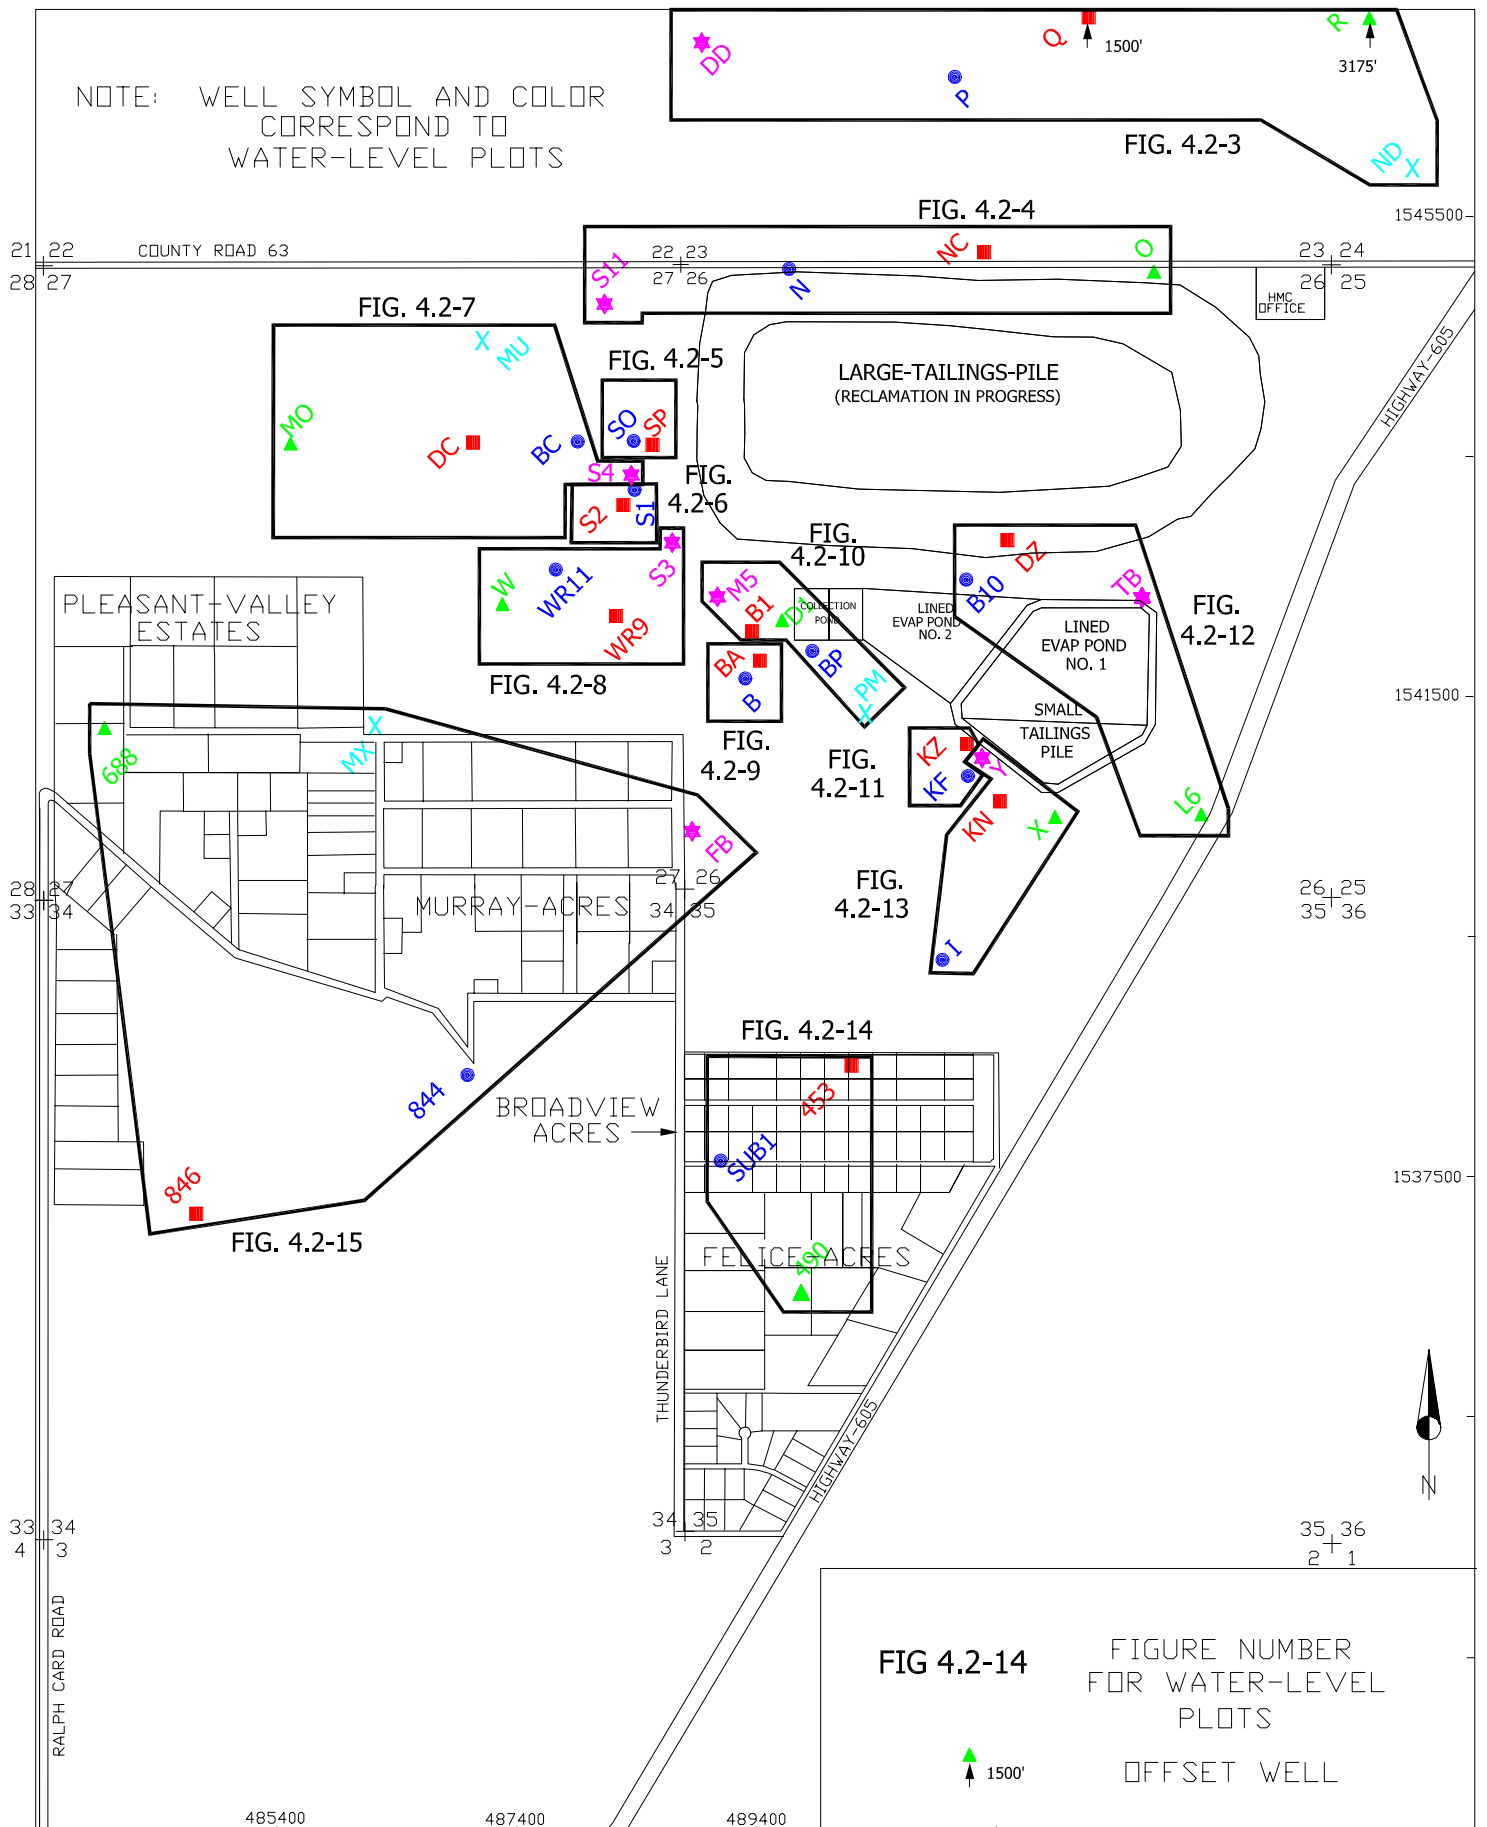 DD
P
Q
1500'
R
3175'
NOTE: WELL SYMBOL AND COLOR
CORRESPOND TO
WATER-LEVEL PLOTS
FIG. 4.2-3
ND
X
FIG. 4.2-4
1545500
21 22
28 27
COUNTY ROAD 63
22 23
27 26
S11
N
NC
O
23 24
26 25
HMC
OFFICE
FIG. 4.2-7
X
MU
MO
DC
BC
FIG. 4.2-5
SO
SP
LARGE-TAILINGS-PILE
(RECLAMATION IN PROGRESS)
HIGHWAY-605
S4
FIG.
4.2-6
S2
S1
S3
W
WR11
WR9
FIG. 4.2-8
FIG.
4.2-10
M5
B1
D1
COLLECTION
POND
BP
PM
X
BA
B
FIG.
4.2-9
DZ
B10
TB
LINED
EVAP POND
NO. 2
LINED
EVAP POND
NO. 1
FIG.
4.2-12
SMALL
TAILINGS
PILE
1541500
PLEASANT-VALLEY
ESTATES
688
MX
X
FB
KZ
KF
Y
FIG.
4.2-11
KN
X
L6
28 27
33 34
MURRAY-ACRES
27 26
34 35
FIG.
4.2-13
I
26 25
35 36
FIG. 4.2-14
453
844
BROADVIEW
ACRES
SUB1
846
FIG. 4.2-15
1537500
FELICE-ACRES
490
THUNDERBIRD LANE
HIGHWAY-605
N
33 34
4 3
34 35
3 2
35 36
2 1
RALPH CARD ROAD
FIG 4.2-14
FIGURE NUMBER
FOR WATER-LEVEL
PLOTS
1500'
OFFSET WELL
485400
487400
489400